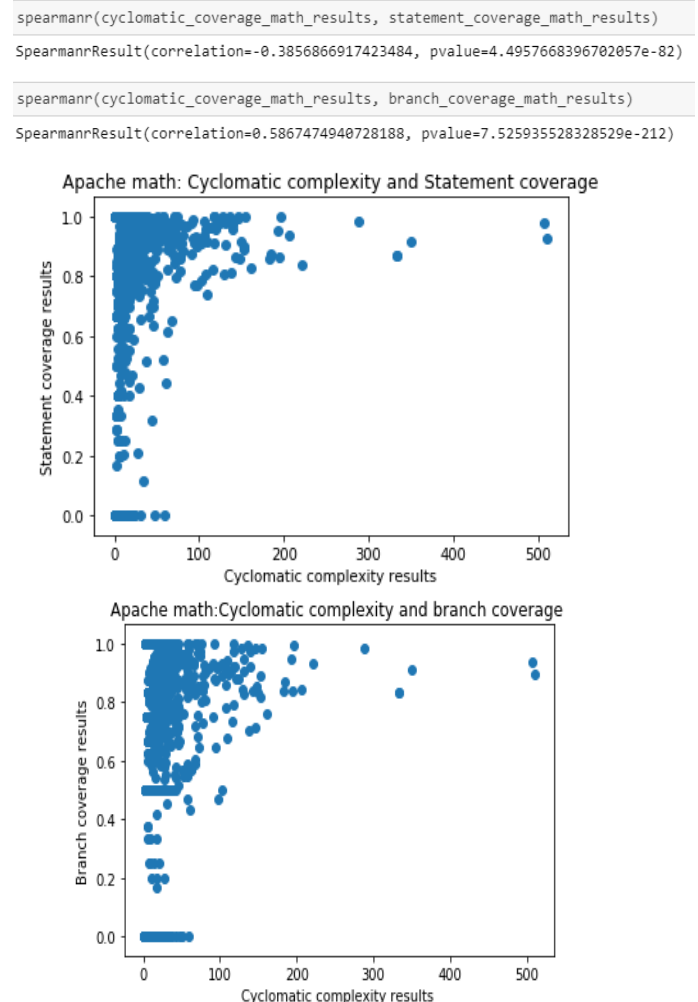 spearmanr(cyclomatic_coverage_math_results, statement_coverage_math_results)
SpearmanrResult(correlation=-0.3856866917423484, pvalue=4.4957668396702057e-82)
spearmanr(cyclomatic_coverage_math_results, branch_coverage_math_results)
SpearmanrResult(correlation=0.5867474940728188, pvalue=7.525935528328529e-212)
Apache math: Cyclomatic complexity and Statement coverage
1.0
0.8
0.6
0.4
0.2
0.0
Statement coverage results
0 100 200 300 400 500
Cyclomatic complexity results
Apache math:Cyclomatic complexity and branch coverage
1.0
0.8
0.6
0.4
0.2
0.0
Branch coverage results
0 100 200 300 400 500
Cyclomatic complexity results